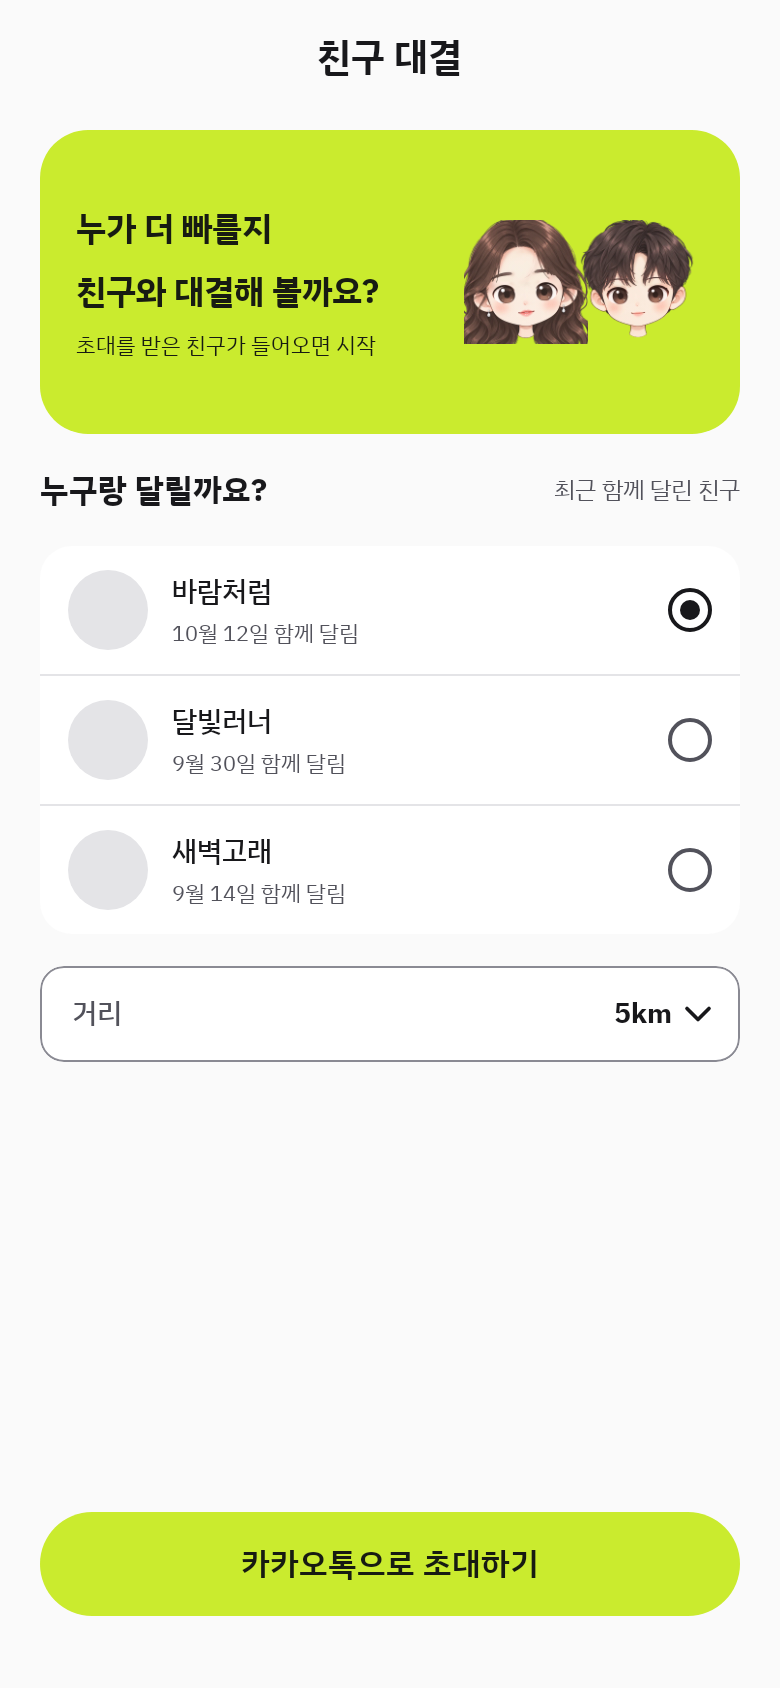 친구 대결
누가 더 빠를지
친구와 대결해 볼까요?
초대를 받은 친구가 들어오면 시작
누구랑 달릴까요?
최근 함께 달린 친구
바람처럼
10월 12일 함께 달림
달빛러너
9월 30일 함께 달림
새벽고래
9월 14일 함께 달림
거리
5km
카카오톡으로 초대하기